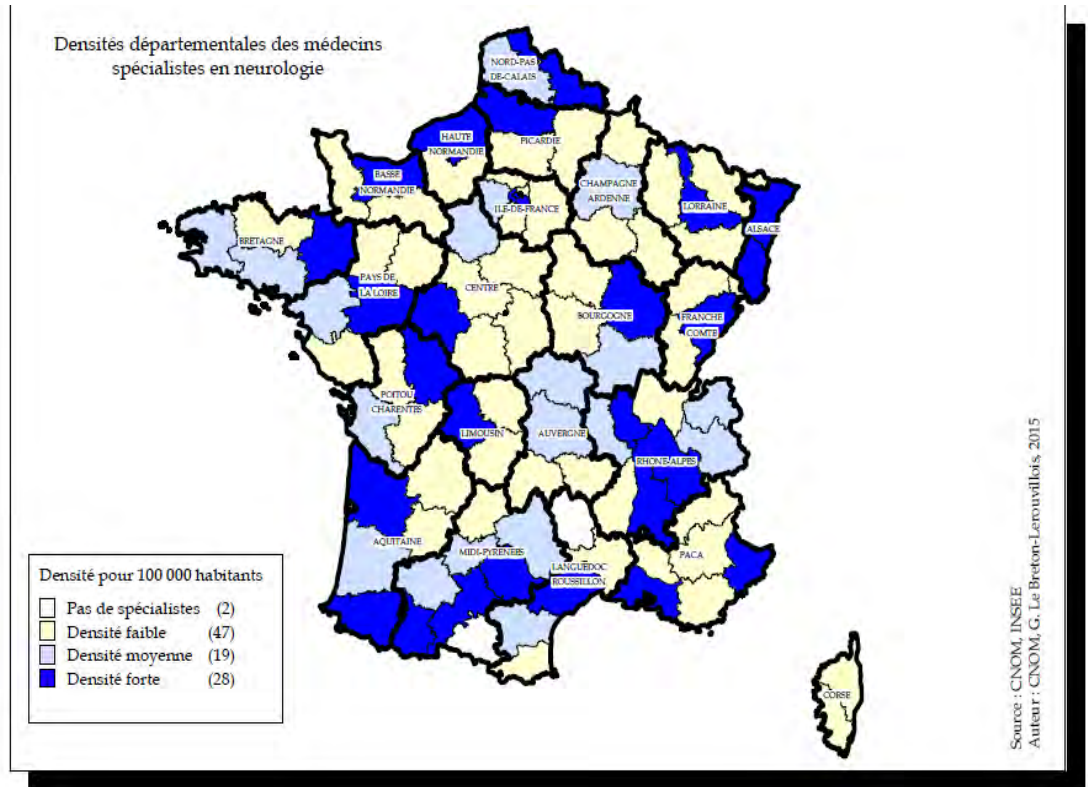 Densités départementales des médecins
spécialistes en neurologie
NORD-PAS
DE-CALAIS
HAUTE
NORMANDIE
PICARDIE
BASSE
NORMANDIE
ILE-DE-FRANCE
CHAMPAGNE
ARDENNE
LORRAINE
ALSACE
BRETAGNE
PAYS DE
LA LOIRE
CENTRE
BOURGOGNE
FRANCHE
COMTE
POITOU
CHARENTES
LIMOUSIN
AUVERGNE
RHONE-ALPES
AQUITAINE
MIDI-PYRENEES
LANGUEDOC
ROUSSILLON
PACA
CORSE
Densité pour 100 000 habitants
Pas de spécialistes (2)
Densité faible (47)
Densité moyenne (19)
Densité forte (28)
Source : CNOM, INSEE
Auteur : CNOM, G. Le Breton-Lerouvillois, 2015